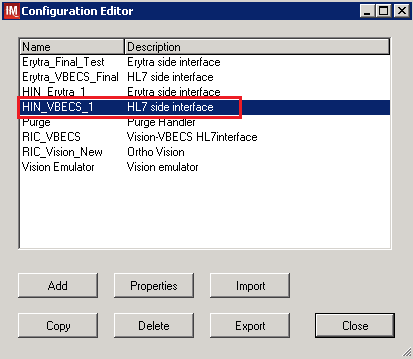 IM Configuration Editor
Name Description
Erytra_Final_Test Erytra side interface
Erytra_VBECS_Final HL7 side interface
HIN_Erytra_1 Erytra side interface
HIN_VBECS_1 HL7 side interface
Purge Purge Handler
RIC_VBECS Vision-VBECS HL7interface
RIC_Vision_New Ortho Vision
Vision Emulator Vision emulator
Add Properties Import
Copy Delete Export Close